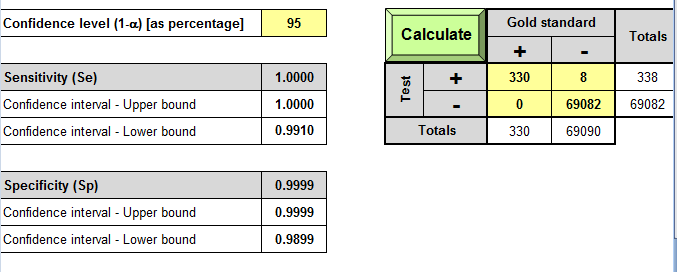 Confidence level (1-α) [as percentage] 95
Sensitivity (Se) 1.0000
Confidence interval - Upper bound 1.0000
Confidence interval - Lower bound 0.9910
Specificity (Sp) 0.9999
Confidence interval - Upper bound 0.9999
Confidence interval - Lower bound 0.9899
Calculate Gold standard Totals
+ -
Test + 330 8 338
- 0 69082 69082
Totals 330 69090